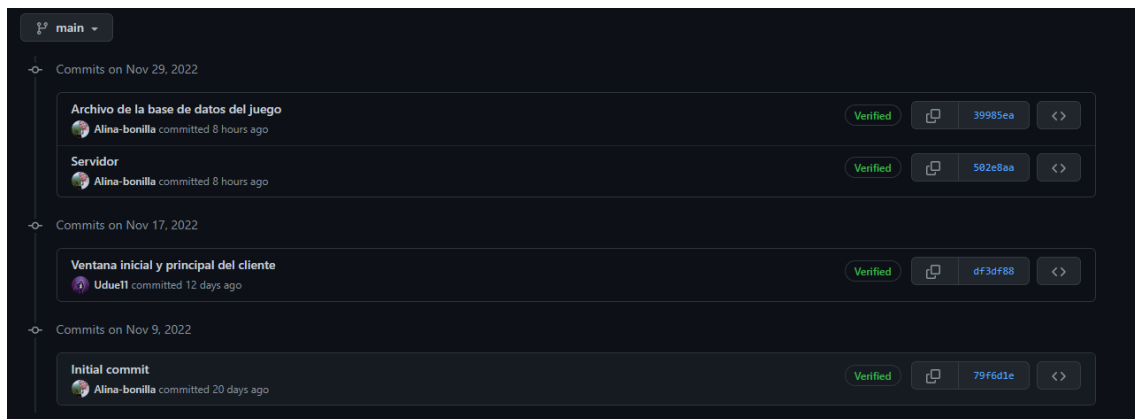 main
Commits on Nov 29, 2022
Archivo de la base de datos del juego
Alina-bonilla committed 8 hours ago
Verified
39985ea
Servidor
Alina-bonilla committed 8 hours ago
Verified
502e8aa
Commits on Nov 17, 2022
Ventana inicial y principal del cliente
Udue11 committed 12 days ago
Verified
df3df88
Commits on Nov 9, 2022
Initial commit
Alina-bonilla committed 20 days ago
Verified
79f6d1e